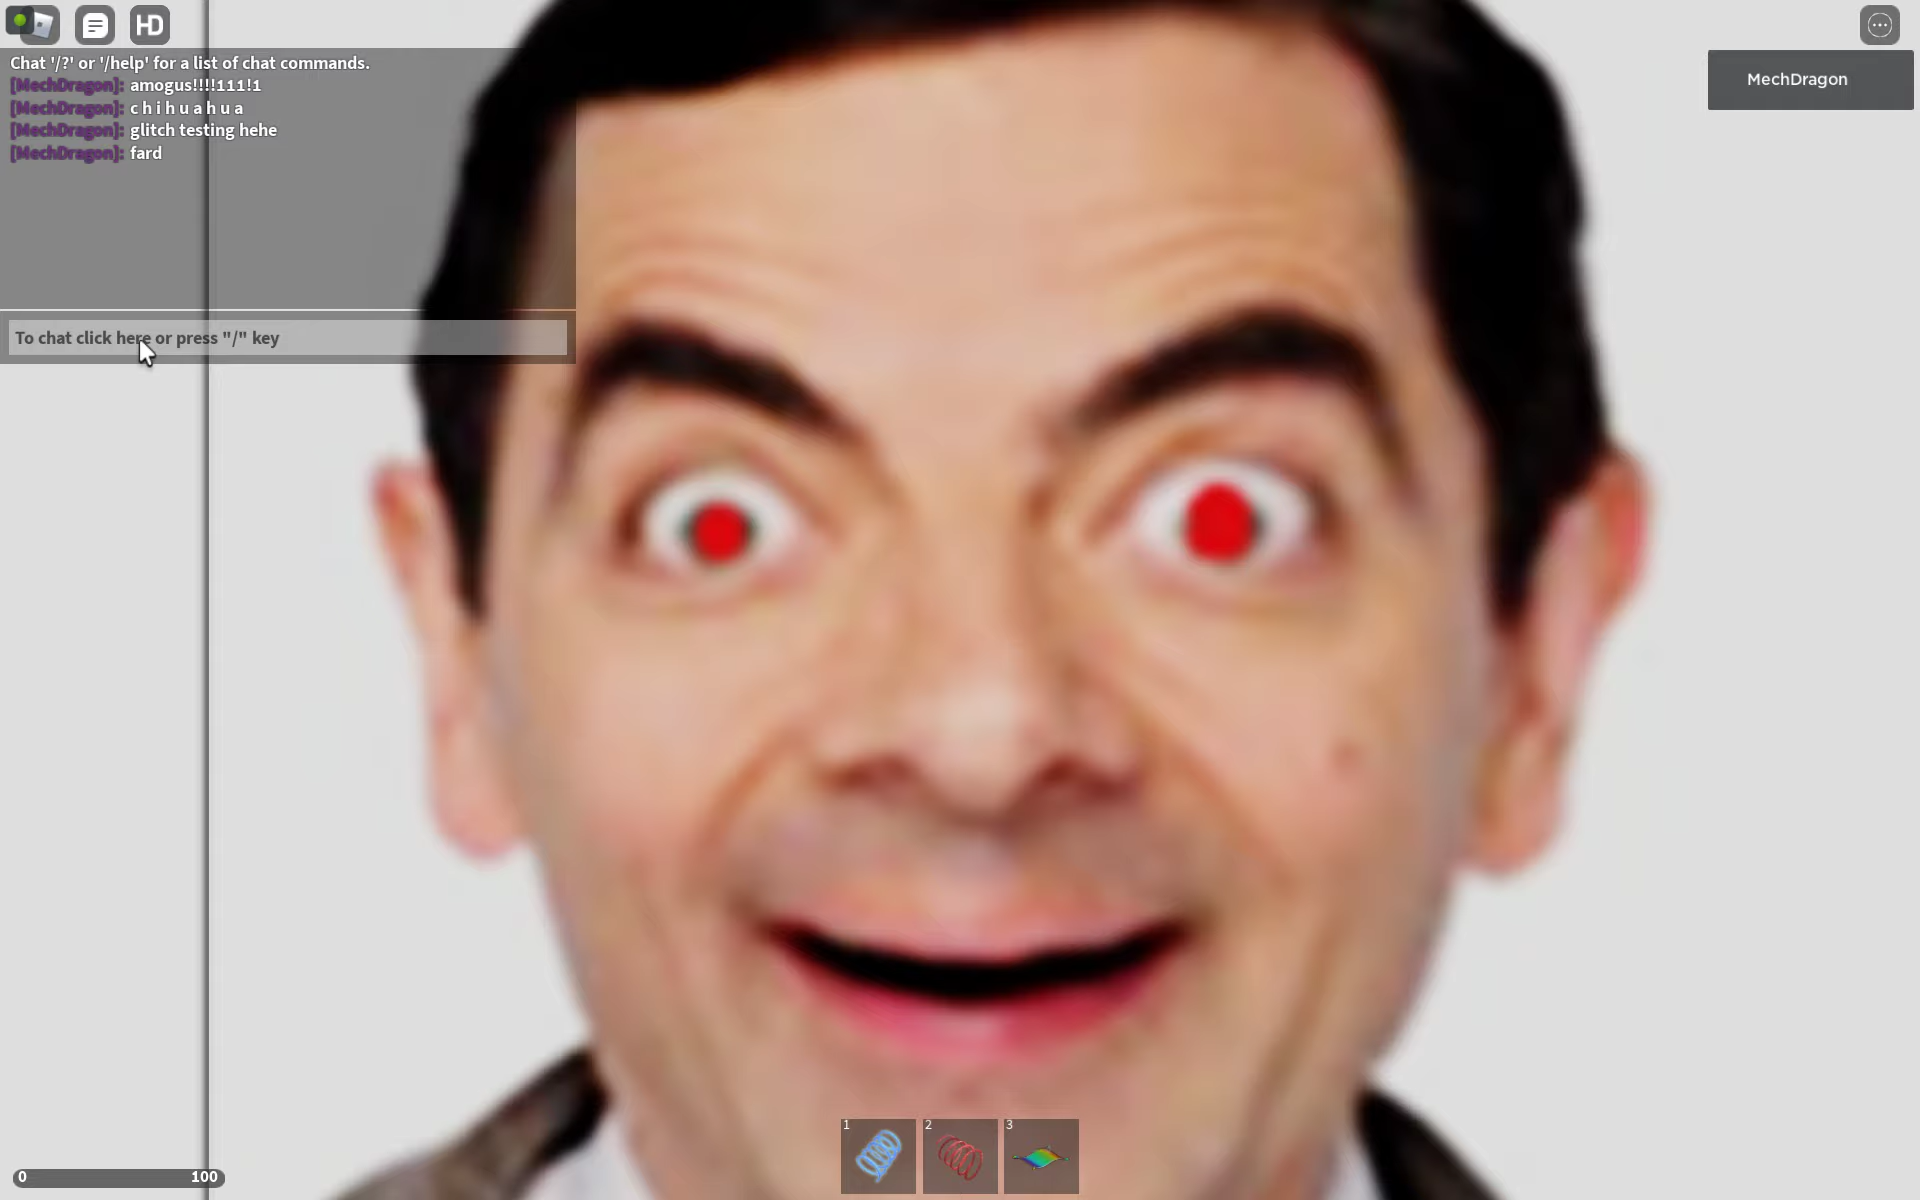 HD
Chat '/?' or '/help' for a list of chat commands.
[MechDragon]: amogus!!!!111!1
[MechDragon]: c h i h u a h u a
[MechDragon]: glitch testing hehe
[MechDragon]: fard
To chat click here or press "/" key
MechDragon
1 2 3
0 100